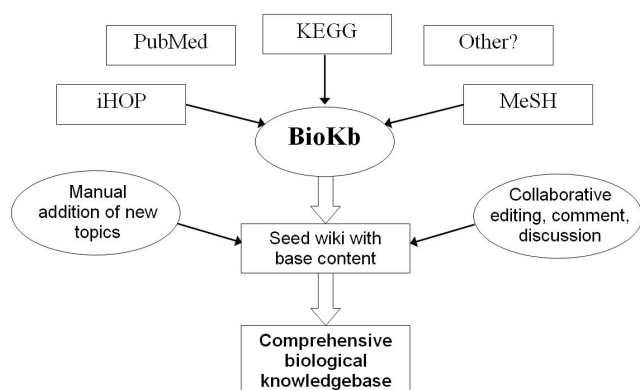 PubMed
KEGG
Other?
iHOP
MeSH
BioKb
Manual
addition of new
topics
Collaborative
editing, comment,
discussion
Seed wiki with
base content
Comprehensive
biological
knowledgebase